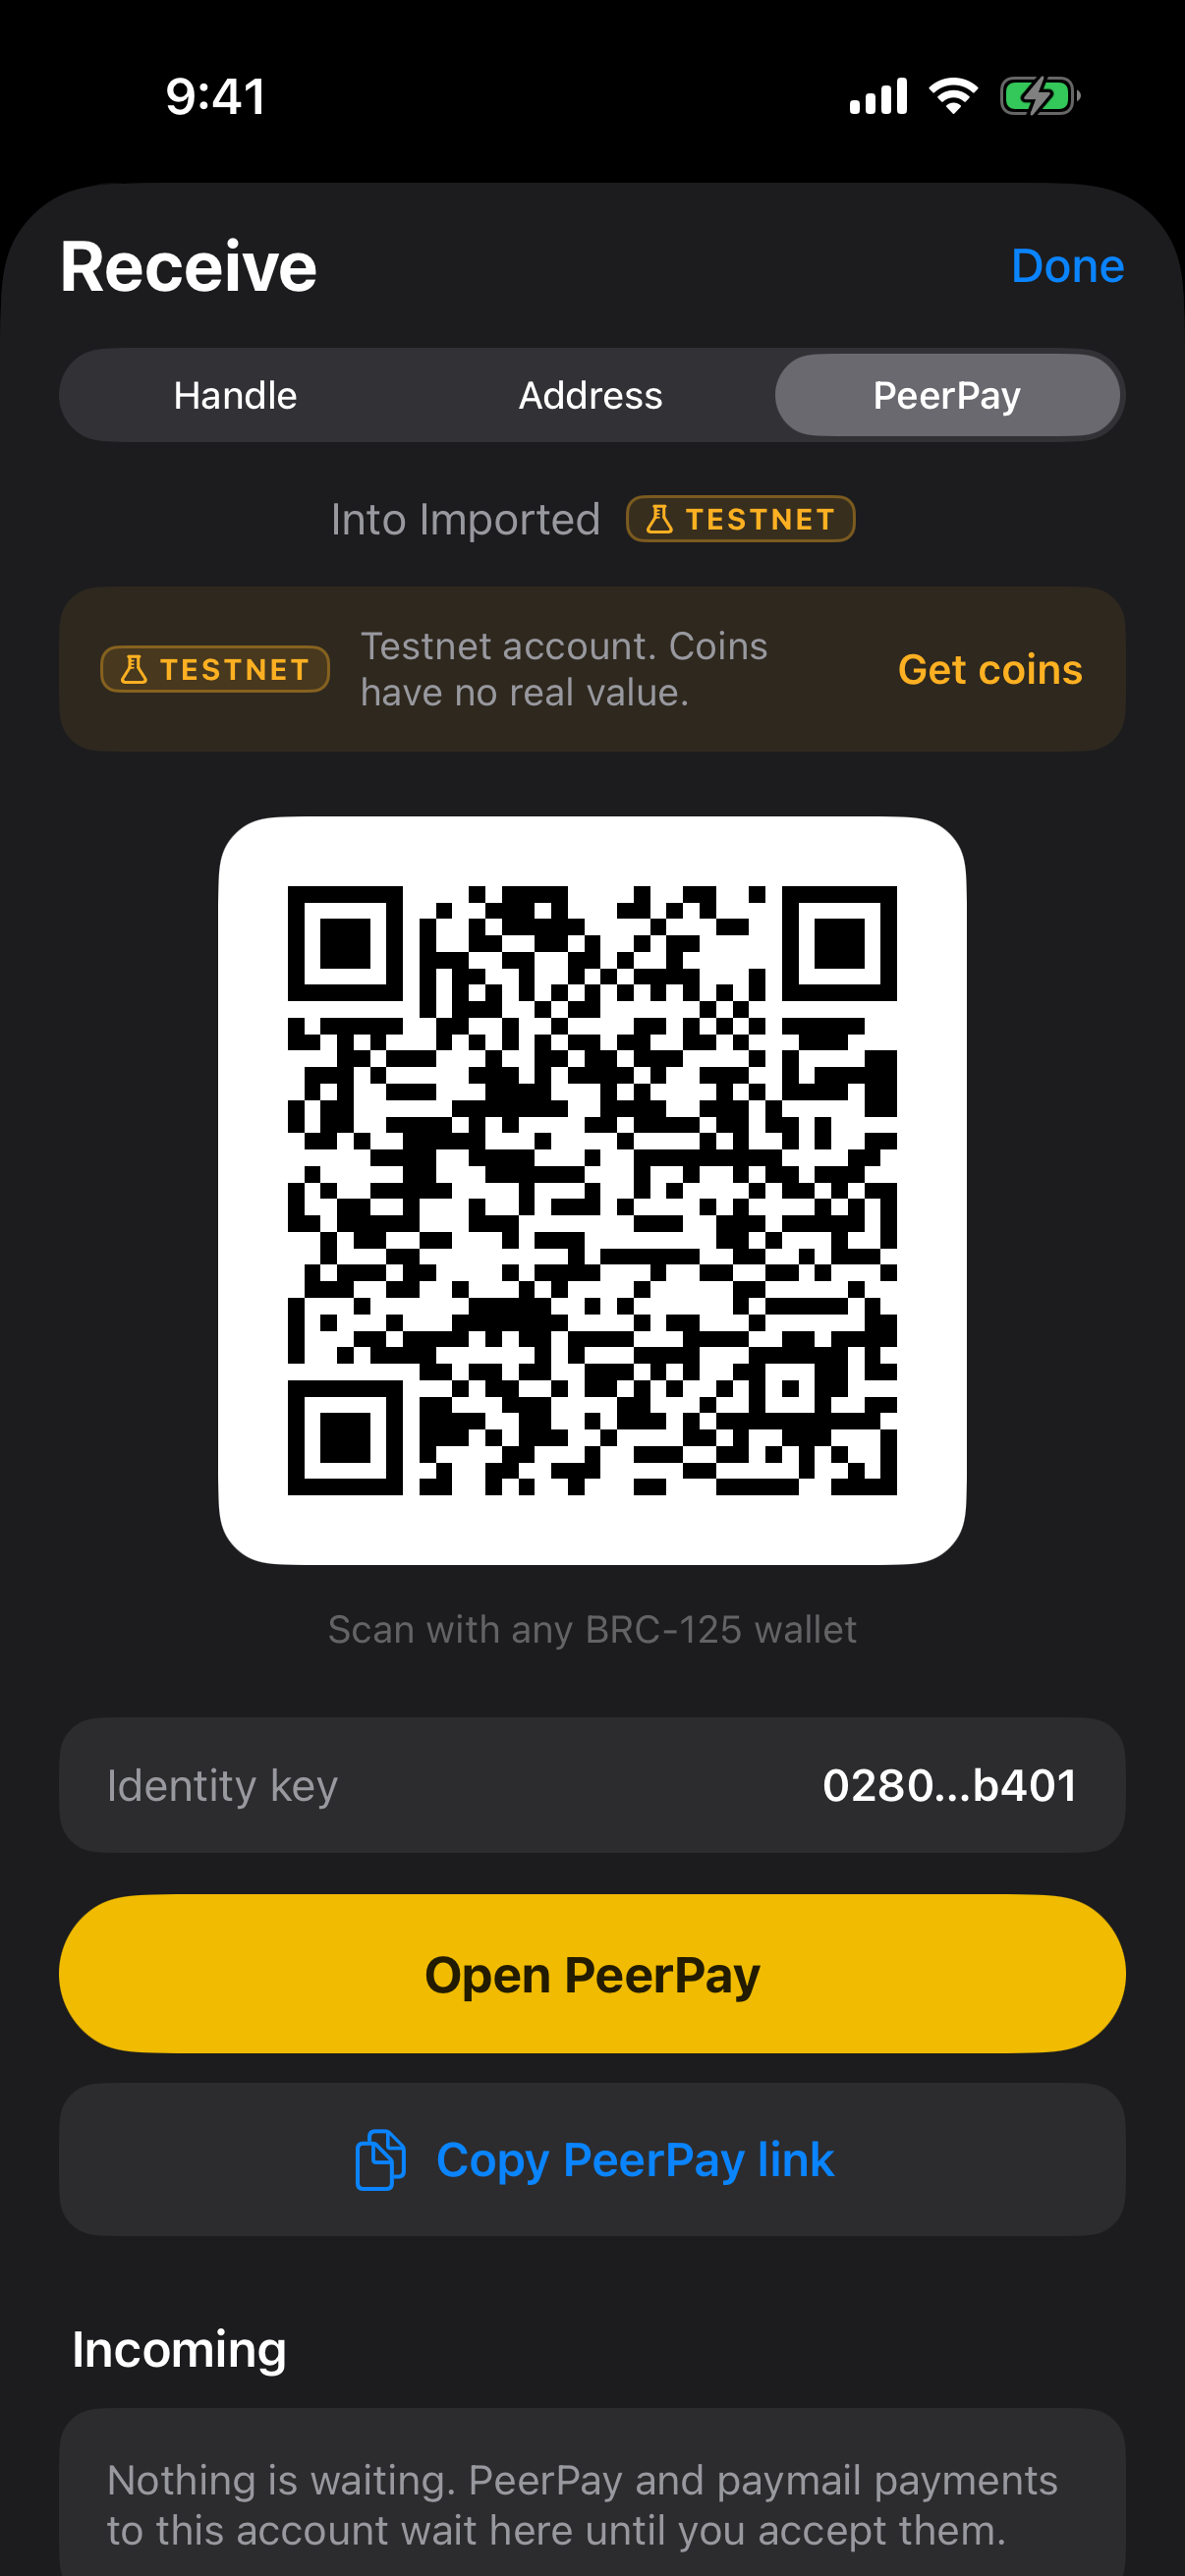 9:41
Receive
Done
Handle
Address
PeerPay
Into Imported
TESTNET
TESTNET
Testnet account. Coins
have no real value.
Get coins
Scan with any BRC-125 wallet
Identity key
0280...b401
Open PeerPay
Copy PeerPay link
Incoming
Nothing is waiting. PeerPay and paymail payments
to this account wait here until you accept them.